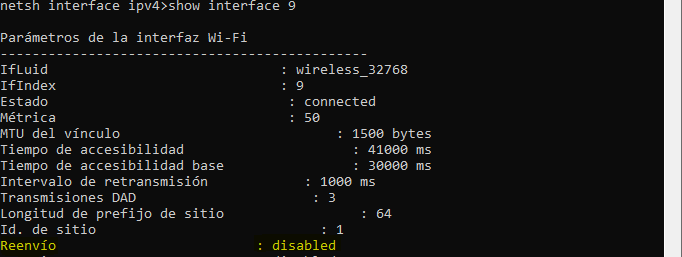 netsh interface ipv4>show interface 9
Parámetros de la interfaz Wi-Fi
----------------------------------------------
IfLuid : wireless_32768
IfIndex : 9
Estado : connected
Métrica : 50
MTU del vínculo : 1500 bytes
Tiempo de accesibilidad : 41000 ms
Tiempo de accesibilidad base : 30000 ms
Intervalo de retransmisión : 1000 ms
Transmisiones DAD : 3
Longitud de prefijo de sitio : 64
Id. de sitio : 1
Reenvío : disabled